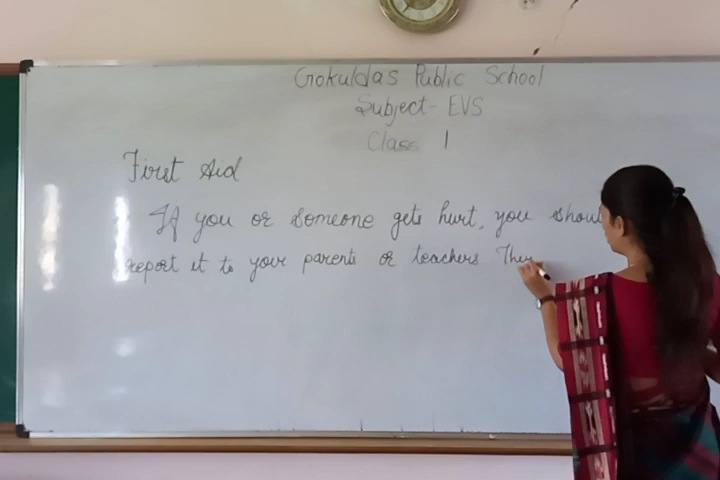 Gokuldas Public School
Subject- EVS
Class 1
First Aid
If you or someone gets hurt, you shoul
report it to your parents or teachers